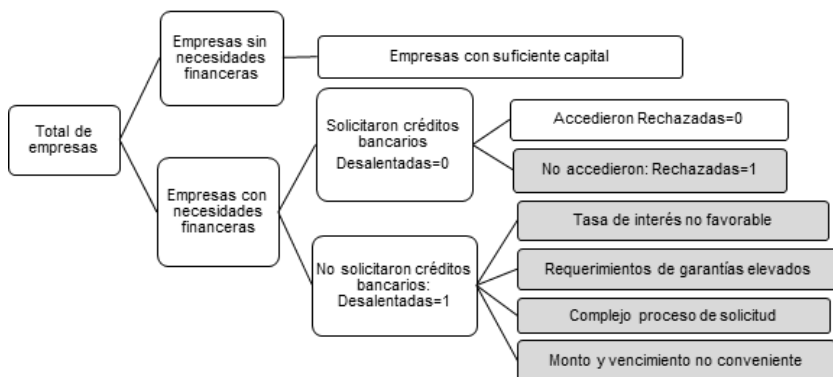 Total de
empresas
Empresas sin
necesidades
financeras
Empresas con suficiente capital
Empresas con
necesidades
financeras
Solicitaron créditos
bancarios
Desalentadas=0
Accedieron Rechazadas=0
No accedieron: Rechazadas=1
No solicitaron créditos
bancarios:
Desalentadas=1
Tasa de interés no favorable
Requerimientos de garantías elevados
Complejo proceso de solicitud
Monto y vencimiento no conveniente